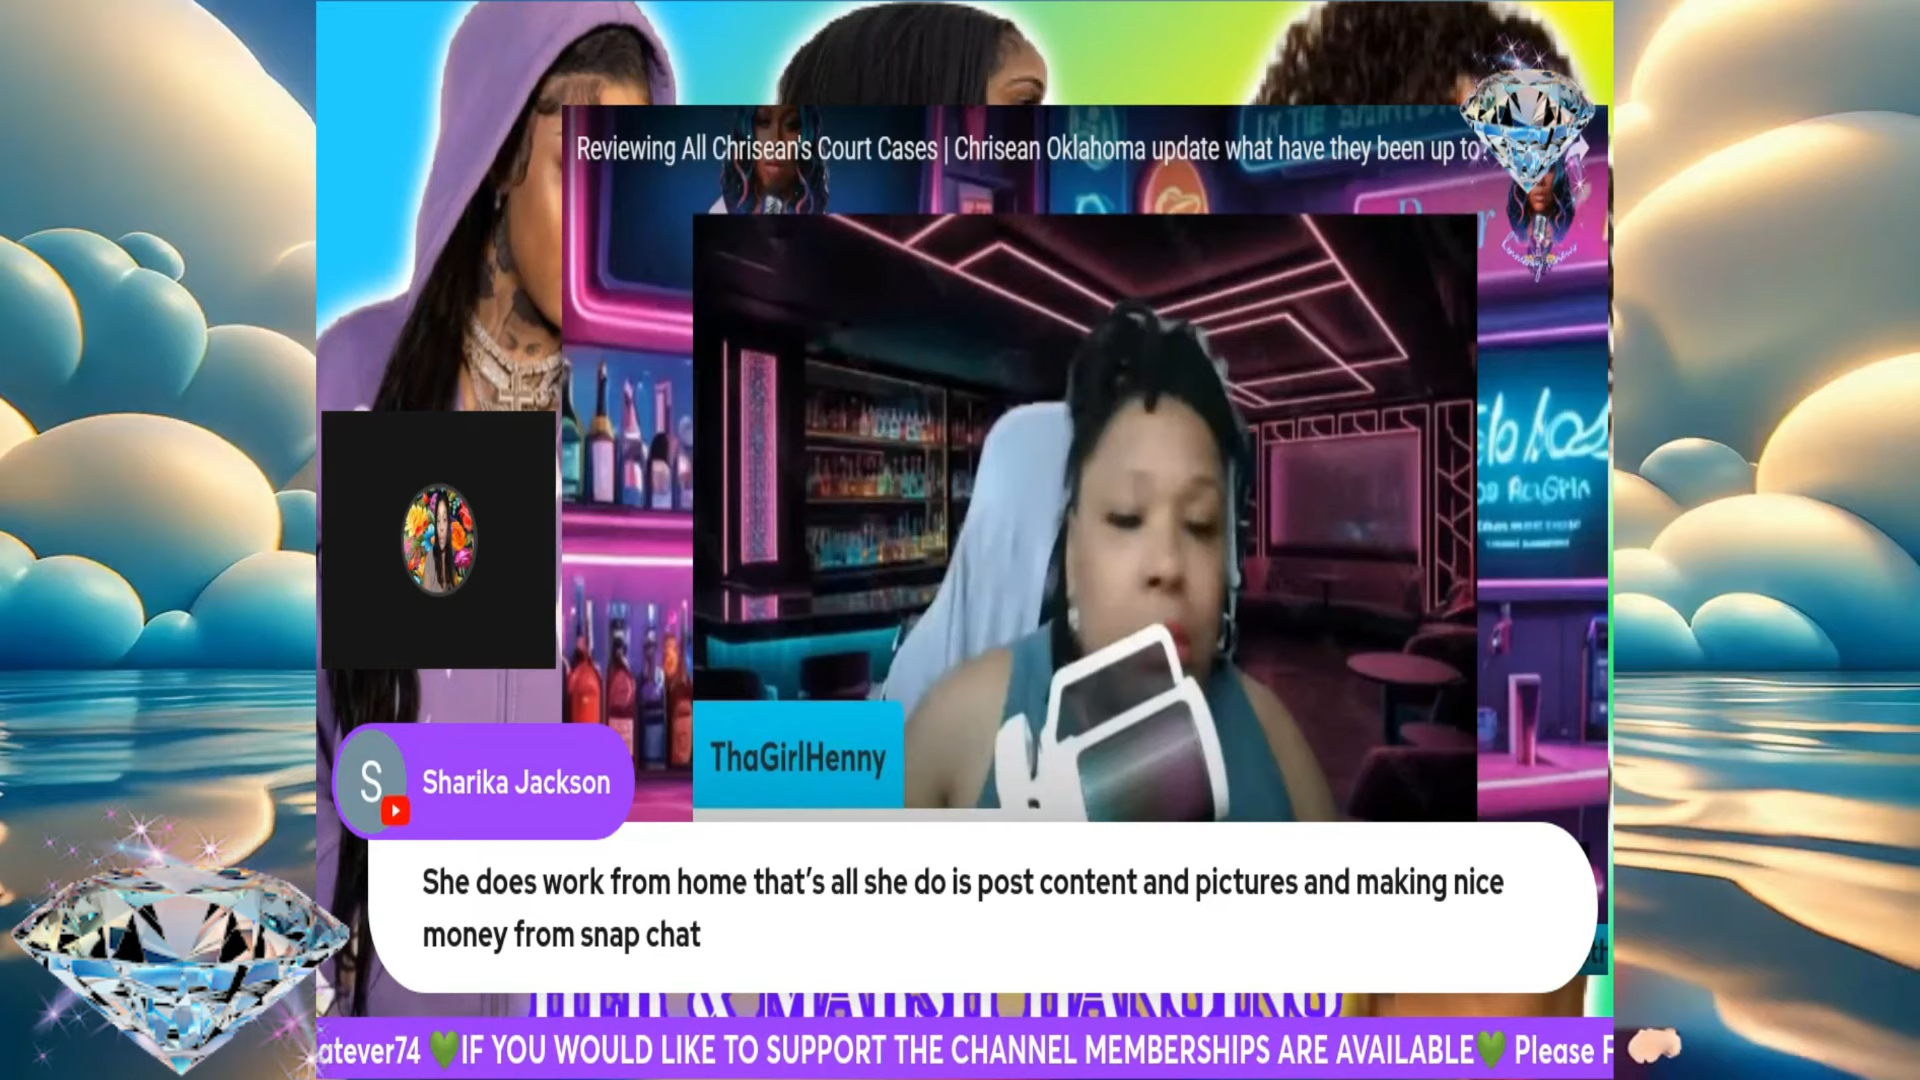 Reviewing All Chrisean's Court Cases | Chrisean Oklahoma update what have they been up to?
ThaGirlHenny
S
Sharika Jackson
She does work from home that's all she do is post content and pictures and making nice
money from snap chat
atever74 💚IF YOU WOULD LIKE TO SUPPORT THE CHANNEL MEMBERSHIPS ARE AVAILABLE💚 Please